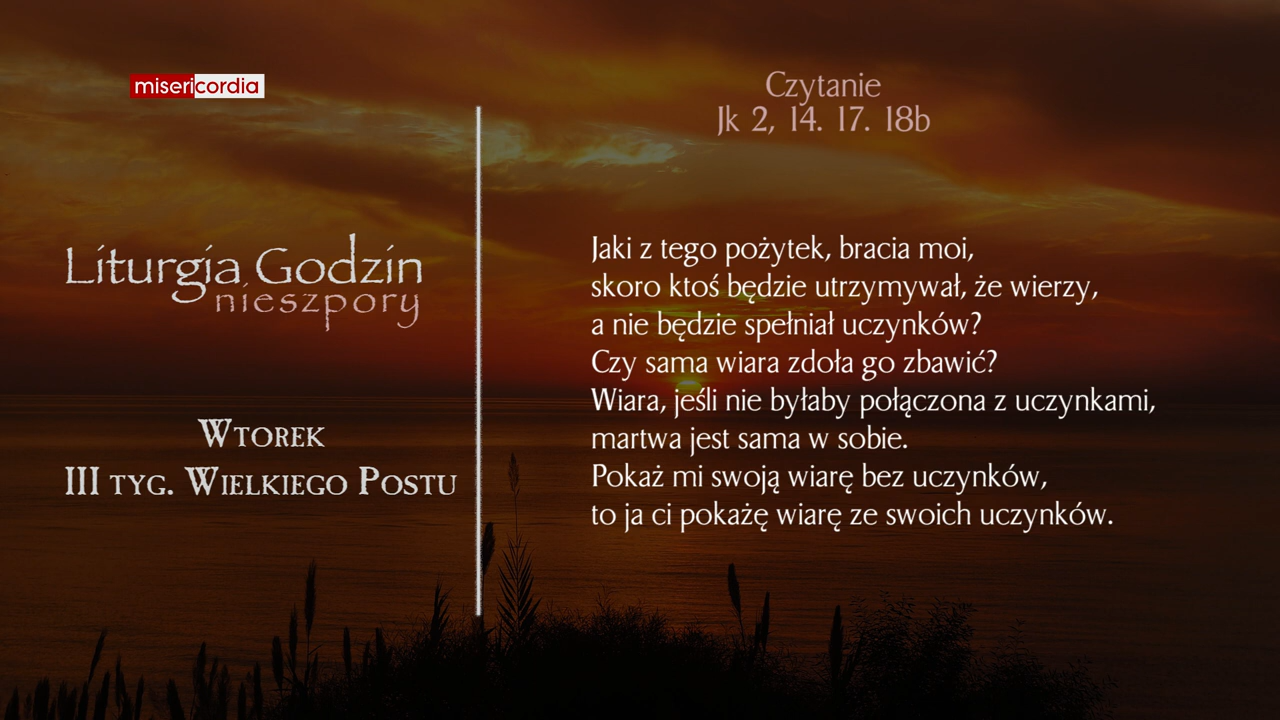 misericordia
Liturgia Godzin
nieszpory
Wtorek
III tyg. Wielkiego Postu
Czytanie
Jk 2, 14. 17. 18b
Jaki z tego pożytek, bracia moi,
skoro ktoś będzie utrzymywał, że wierzy,
a nie będzie spełniał uczynków?
Czy sama wiara zdoła go zbawić?
Wiara, jeśli nie byłaby połączona z uczynkami,
martwa jest sama w sobie.
Pokaż mi swoją wiarę bez uczynków,
to ja ci pokażę wiarę ze swoich uczynków.